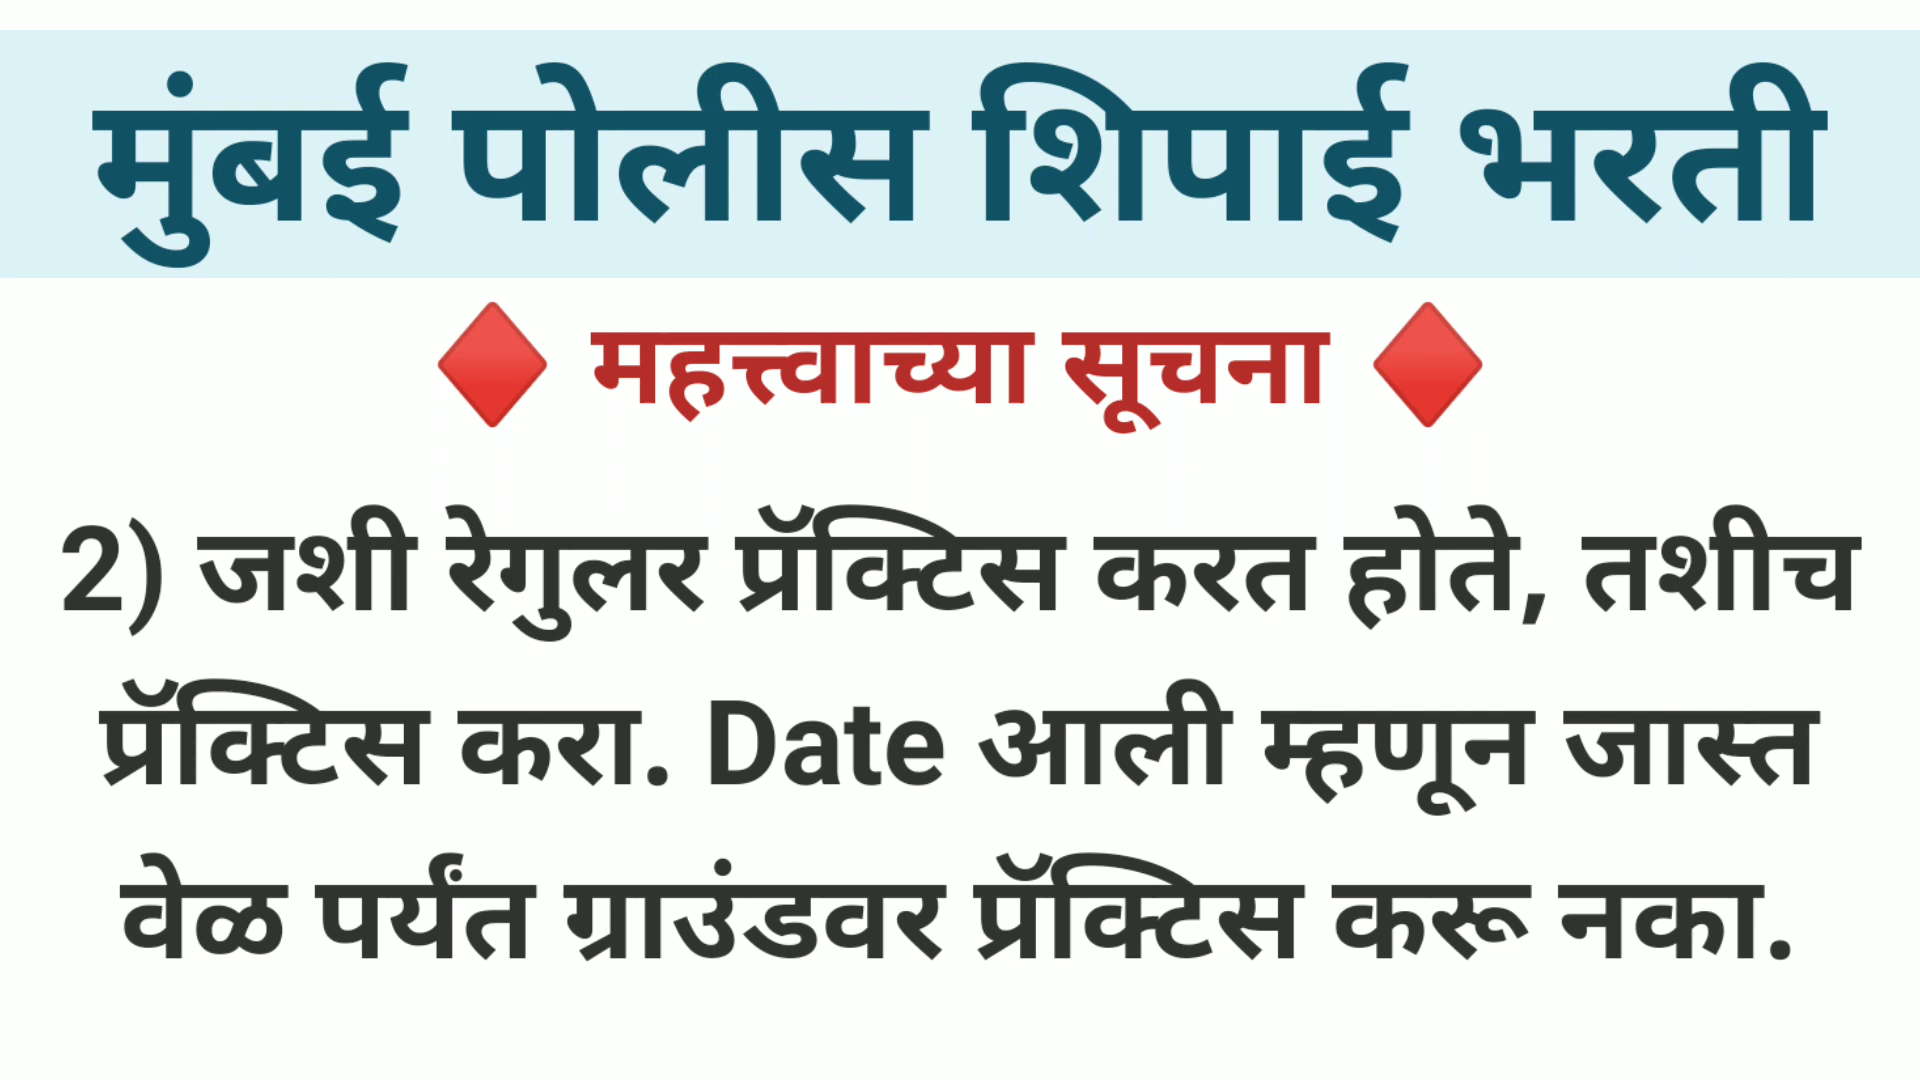 मुंबई पोलीस शिपाई भरती
♦️ महत्त्वाच्या सूचना ♦️
2) जशी रेगुलर प्रॅक्टिस करत होते, तशीच
प्रॅक्टिस करा. Date आली म्हणून जास्त
वेळ पर्यंत ग्राउंडवर प्रॅक्टिस करू नका.